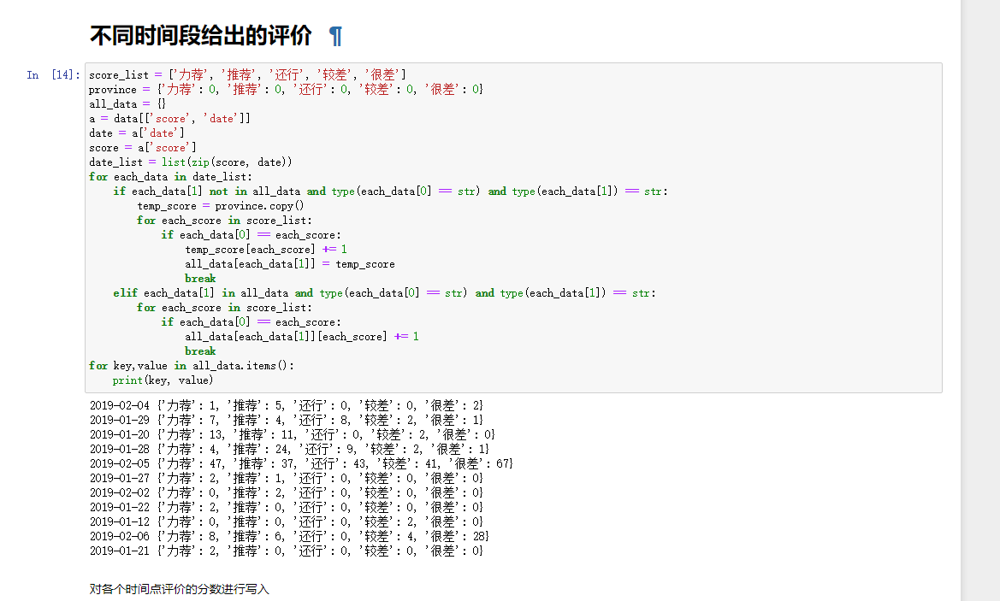 不同时间段给出的评价 ¶
In [14]:
score_list = ['力荐', '推荐', '还行', '较差', '很差']
province = {'力荐': 0, '推荐': 0, '还行': 0, '较差': 0, '很差': 0}
all_data = {}
a = data[['score', 'date']]
date = a['date']
score = a['score']
date_list = list(zip(score, date))
for each_data in date_list:
    if each_data[1] not in all_data and type(each_data[0] == str) and type(each_data[1]) == str:
        temp_score = province.copy()
        for each_score in score_list:
            if each_data[0] == each_score:
                temp_score[each_score] += 1
                all_data[each_data[1]] = temp_score
                break
    elif each_data[1] in all_data and type(each_data[0] == str) and type(each_data[1]) == str:
        for each_score in score_list:
            if each_data[0] == each_score:
                all_data[each_data[1]][each_score] += 1
                break
for key,value in all_data.items():
    print(key, value)
2019-02-04 {'力荐': 1, '推荐': 5, '还行': 0, '较差': 0, '很差': 2}
2019-01-29 {'力荐': 7, '推荐': 4, '还行': 8, '较差': 2, '很差': 1}
2019-01-20 {'力荐': 13, '推荐': 11, '还行': 0, '较差': 2, '很差': 0}
2019-01-28 {'力荐': 4, '推荐': 24, '还行': 9, '较差': 2, '很差': 1}
2019-02-05 {'力荐': 47, '推荐': 37, '还行': 43, '较差': 41, '很差': 67}
2019-01-27 {'力荐': 2, '推荐': 1, '还行': 0, '较差': 0, '很差': 0}
2019-02-02 {'力荐': 0, '推荐': 2, '还行': 0, '较差': 0, '很差': 0}
2019-01-22 {'力荐': 2, '推荐': 0, '还行': 0, '较差': 0, '很差': 0}
2019-01-12 {'力荐': 0, '推荐': 0, '还行': 0, '较差': 2, '很差': 0}
2019-02-06 {'力荐': 8, '推荐': 6, '还行': 0, '较差': 4, '很差': 28}
2019-01-21 {'力荐': 2, '推荐': 0, '还行': 0, '较差': 0, '很差': 0}
对各个时间点评价的分数进行写入